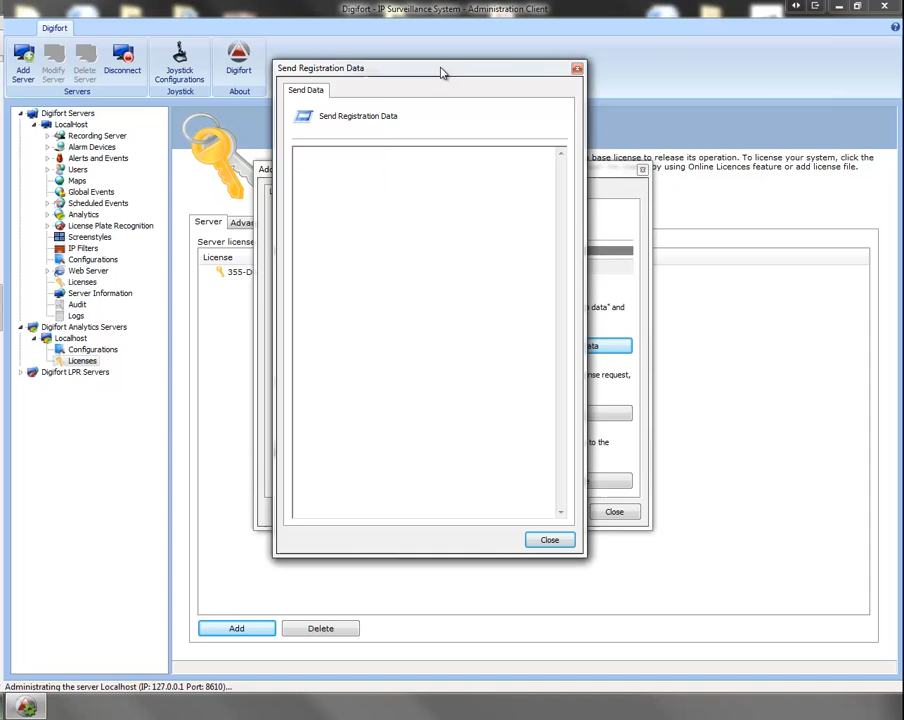 Digifort - IP Surveillance System - Administration Client
Digifort
Add Server
Modify Server
Delete Server
Disconnect
Joystick Configurations
Digifort
Servers
Joystick
About
Digifort Servers
LocalHost
Recording Server
Alarm Devices
Alerts and Events
Users
Maps
Global Events
Scheduled Events
Analytics
License Plate Recognition
Screenstyles
IP Filters
Configurations
Web Server
Licenses
Server Information
Audit
Logs
Digifort Analytics Servers
Localhost
Configurations
Licenses
Digifort LPR Servers
Send Registration Data
Send Data
Send Registration Data
Close
base license to release its operation. To license your system, click the
by using Online Licences feature or add license file.
Server
Server license
License
data" and
ense request,
to the
Close
Add
Delete
Administrating the server Localhost (IP: 127.0.0.1 Port: 8610)...